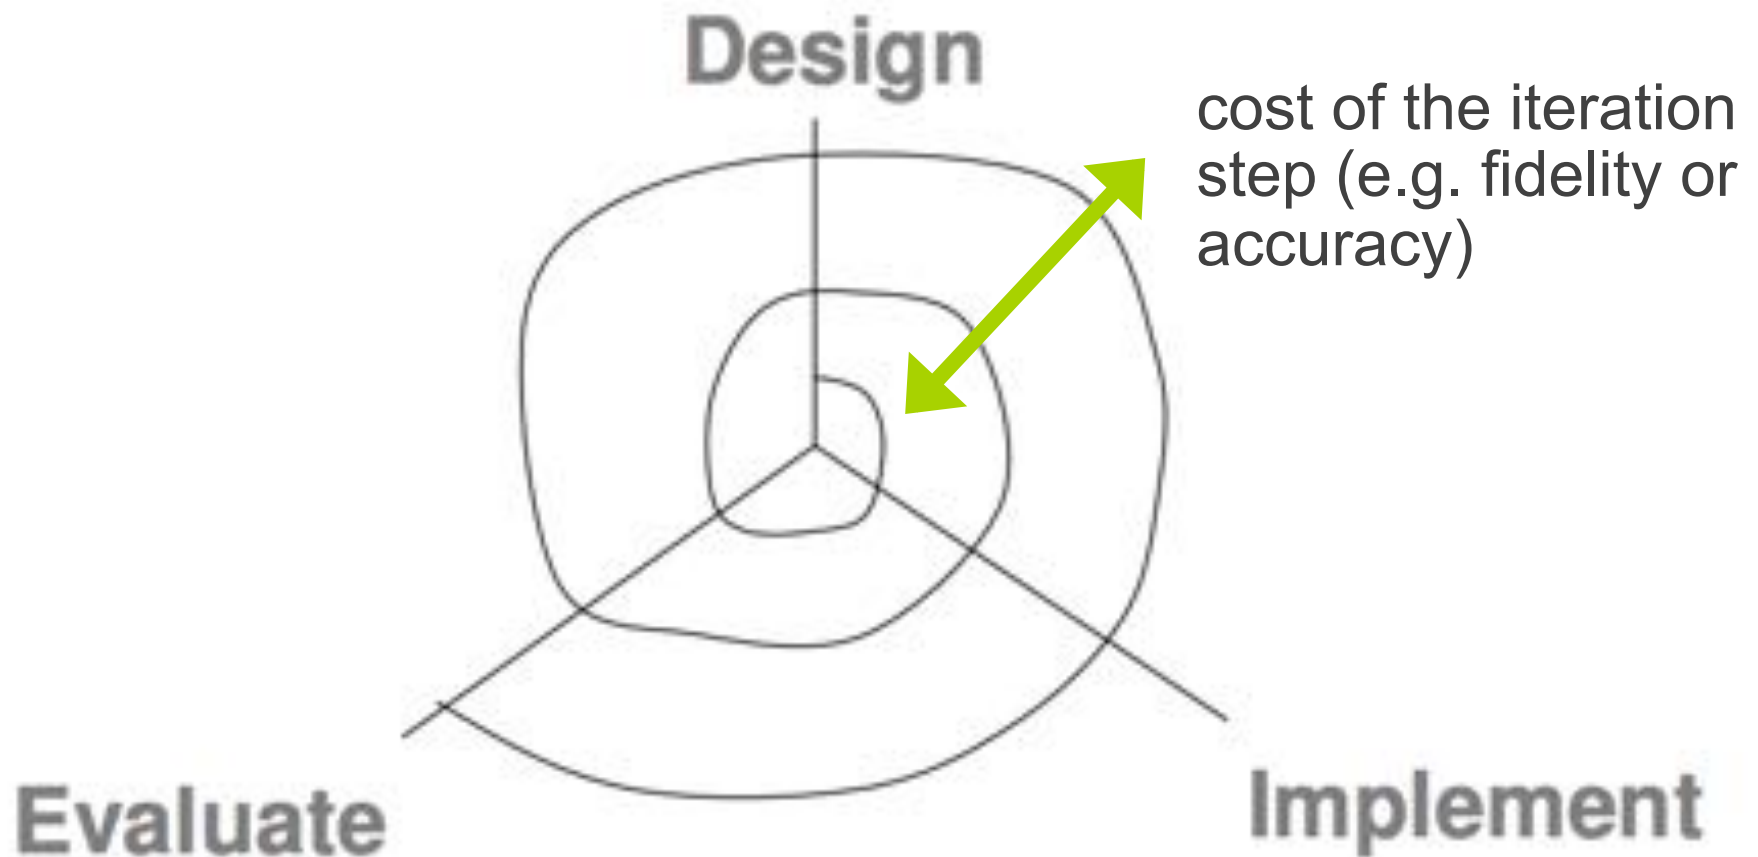 Design
cost of the iteration
step (e.g. fidelity or
accuracy)
Evaluate
Implement